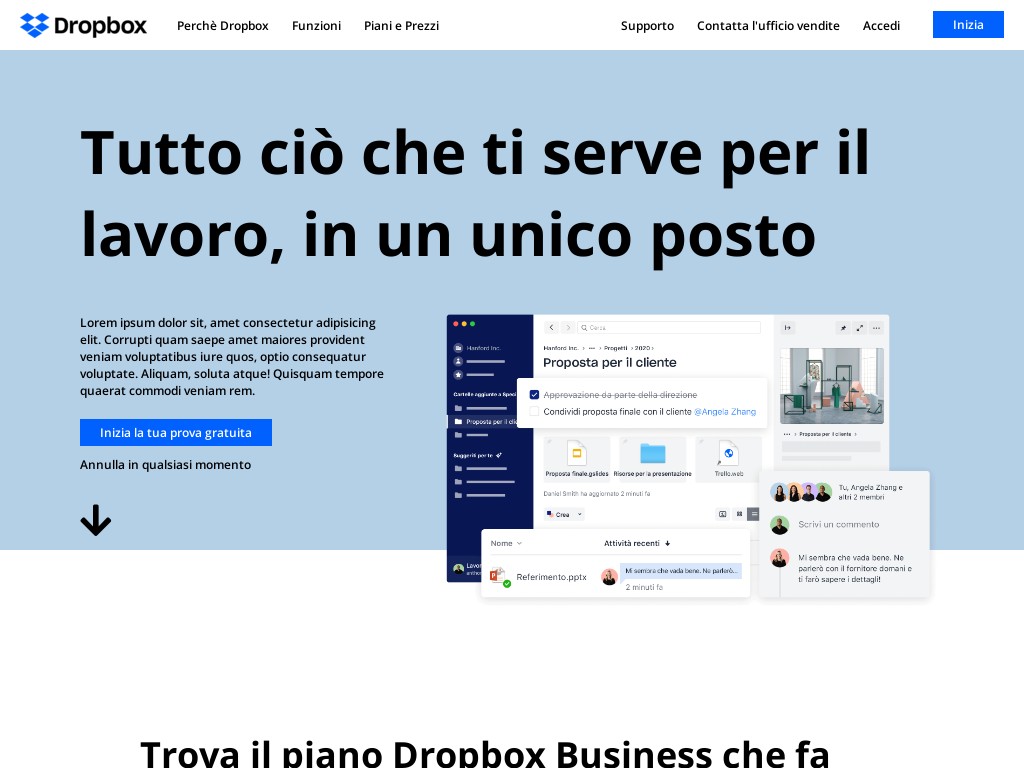 Dropbox
Perchè Dropbox
Funzioni
Piani e Prezzi
Supporto
Contatta l'ufficio vendite
Accedi
Inizia
Tutto ciò che ti serve per il
lavoro, in un unico posto
Lorem ipsum dolor sit, amet consectetur adipisicing
elit. Corrupti quam saepe amet maiores provident
veniam voluptatibus iure quos, optio consequatur
voluptate. Aliquam, soluta atque! Quisquam tempore
quaerat commodi veniam rem.
Inizia la tua prova gratuita
Annulla in qualsiasi momento
Hanford Inc.
Cartelle aggiunte a Speci
Proposta per il clie
Suggeriti per te
Cerca
Hanford Inc. › ··· › Progetti › 2020 ›
Proposta per il cliente
Approvazione da parte della direzione
Condividi proposta finale con il cliente @Angela Zhang
Proposta finale.gslides
Risorse per la presentazione
Trello.web
Daniel Smith ha aggiornato 2 minuti fa
Crea
Nome
Attività recenti
Referimento.pptx
Mi sembra che vada bene. Ne parlerò...
2 minuti fa
··· › Proposta per il cliente ›
Tu, Angela Zhang e
altri 2 membri
Scrivi un commento
Mi sembra che vada bene. Ne
parlerò con il fornitore domani e
ti farò sapere i dettagli!
Trova il piano Dropbox Business che fa